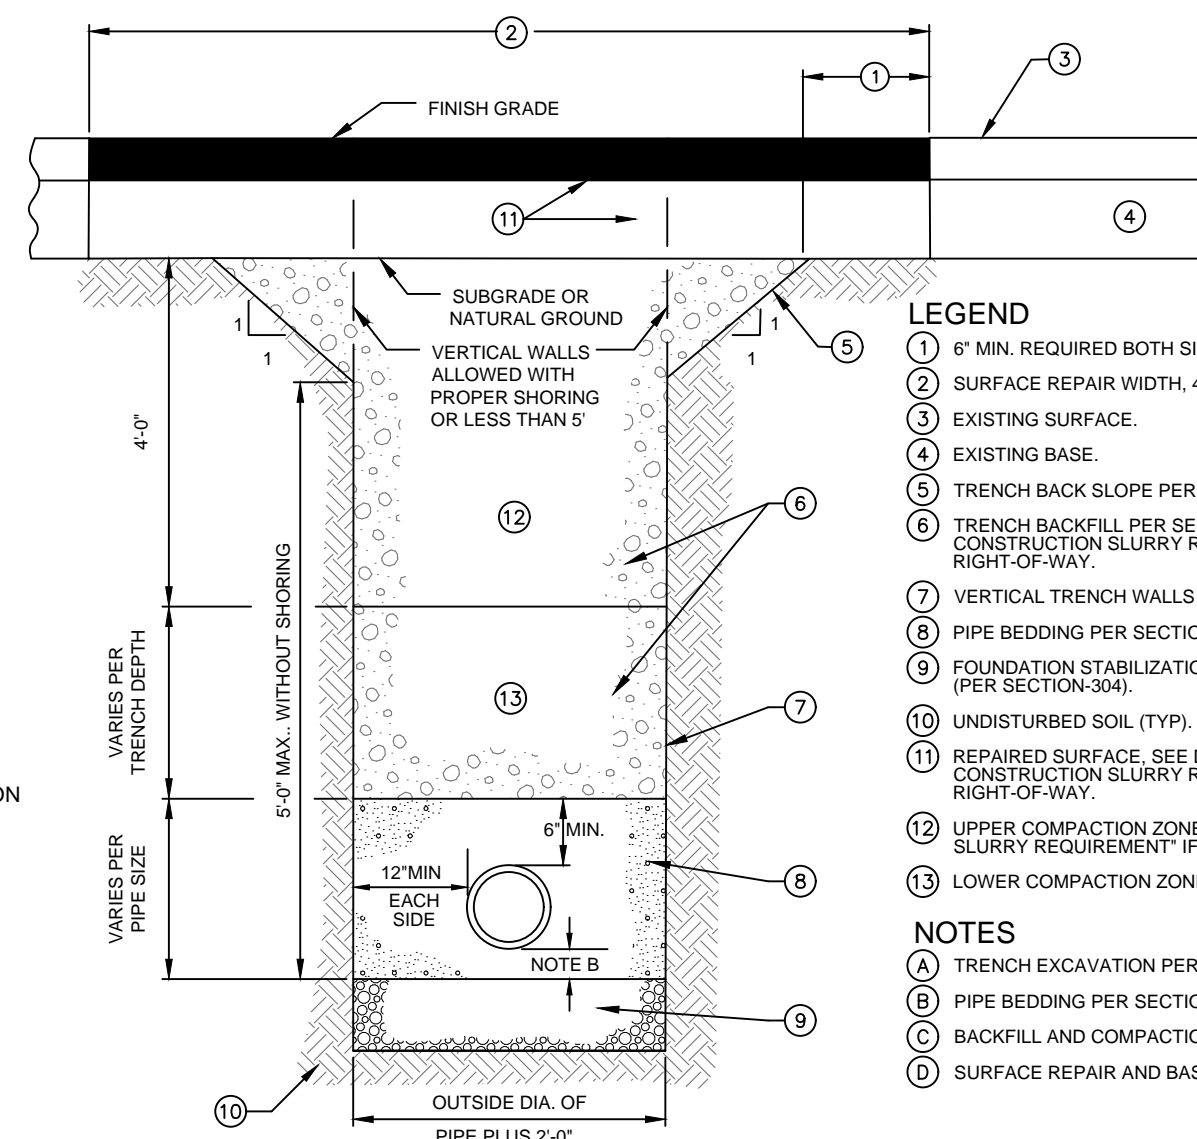 2
1
3
FINISH GRADE
11
4
SUBGRADE OR
NATURAL GROUND
1
1
1
1
5
VERTICAL WALLS
ALLOWED WITH
PROPER SHORING
OR LESS THAN 5'
4'-0"
12
6
5'-0" MAX.. WITHOUT SHORING
VARIES PER
TRENCH DEPTH
13
7
ON
VARIES PER
PIPE SIZE
6" MIN.
12"MIN
EACH
SIDE
8
NOTE B
9
10
OUTSIDE DIA. OF
PIPE PLUS 2'-0"
LEGEND
1 6" MIN. REQUIRED BOTH SI
2 SURFACE REPAIR WIDTH, 4
3 EXISTING SURFACE.
4 EXISTING BASE.
5 TRENCH BACK SLOPE PER
6 TRENCH BACKFILL PER SE
CONSTRUCTION SLURRY R
RIGHT-OF-WAY.
7 VERTICAL TRENCH WALLS
8 PIPE BEDDING PER SECTIO
9 FOUNDATION STABILIZATIO
(PER SECTION-304).
10 UNDISTURBED SOIL (TYP).
11 REPAIRED SURFACE, SEE D
CONSTRUCTION SLURRY R
RIGHT-OF-WAY.
12 UPPER COMPACTION ZONE
SLURRY REQUIREMENT" IF
13 LOWER COMPACTION ZON
NOTES
A TRENCH EXCAVATION PER
B PIPE BEDDING PER SECTIO
C BACKFILL AND COMPACTIO
D SURFACE REPAIR AND BAS